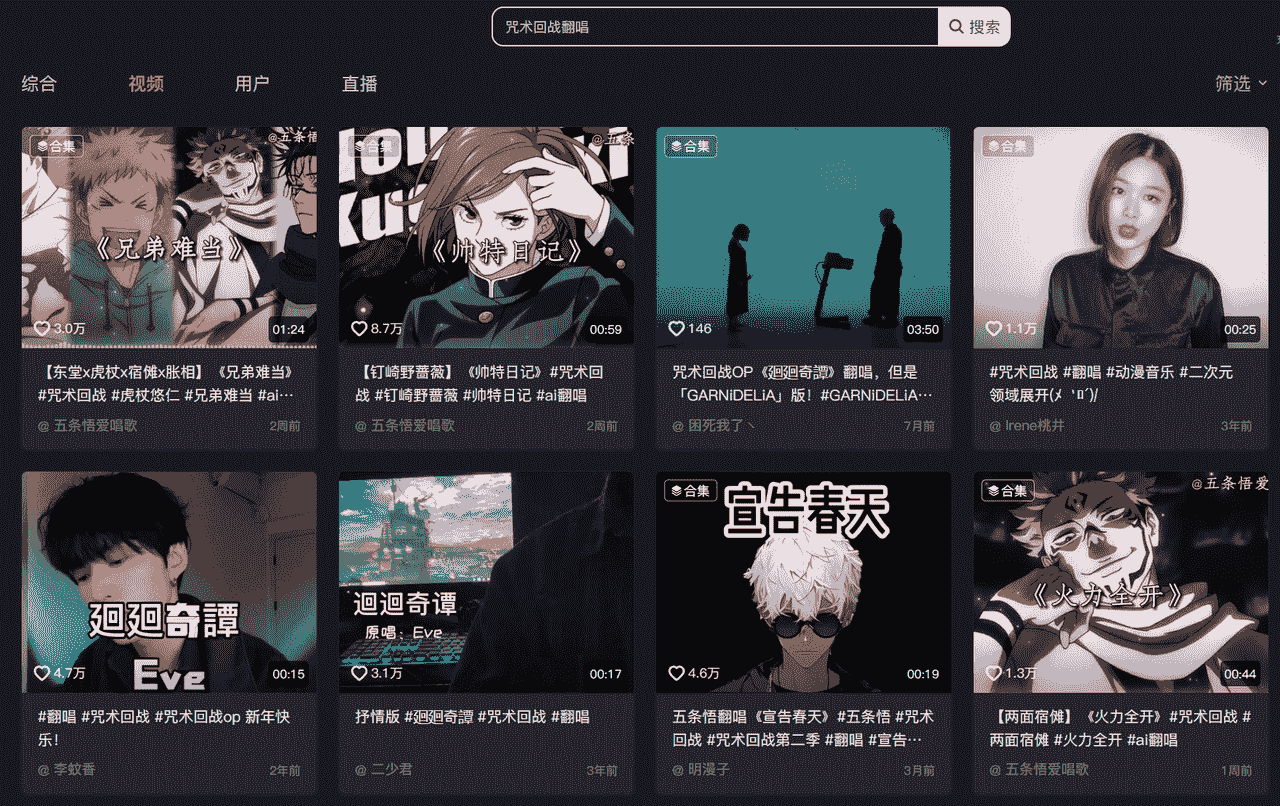 咒术回战翻唱
搜索
综合
视频
用户
直播
筛选
合集
@五条悟
《兄弟难当》
3.0万
01:24
【东堂x虎杖x宿傩x胀相】《兄弟难当》
#咒术回战 #虎杖悠仁 #兄弟难当 #ai…
@ 五条悟爱唱歌
2周前
合集
@五条
《帅特日记》
8.7万
00:59
【钉崎野蔷薇】《帅特日记》#咒术回
战 #钉崎野蔷薇 #帅特日记 #ai翻唱
@ 五条悟爱唱歌
2周前
合集
146
03:50
咒术回战OP《廻廻奇譚》翻唱，但是
「GARNiDELiA」版！#GARNiDELiA…
@ 困死我了丶
7月前
合集
1.1万
00:25
#咒术回战 #翻唱 #动漫音乐 #二次元
@ Irene桃井
3年前
廻廻奇譚
Eve
4.7万
00:15
#翻唱 #咒术回战 #咒术回战op 新年快
乐！
@ 李蚊香
2年前
迴迴奇谭
原唱：Eve
3.1万
00:17
抒情版 #廻廻奇譚 #咒术回战 #翻唱
@ 二少君
3年前
合集
宣告春天
4.6万
00:19
五条悟翻唱《宣告春天》#五条悟 #咒术
回战 #咒术回战第二季 #翻唱 #宣告…
@ 明漫子
3月前
合集
@五条悟爱
《火力全开》
1.3万
00:44
【两面宿傩】《火力全开》#咒术回战 #
两面宿傩 #火力全开 #ai翻唱
@ 五条悟爱唱歌
1周前